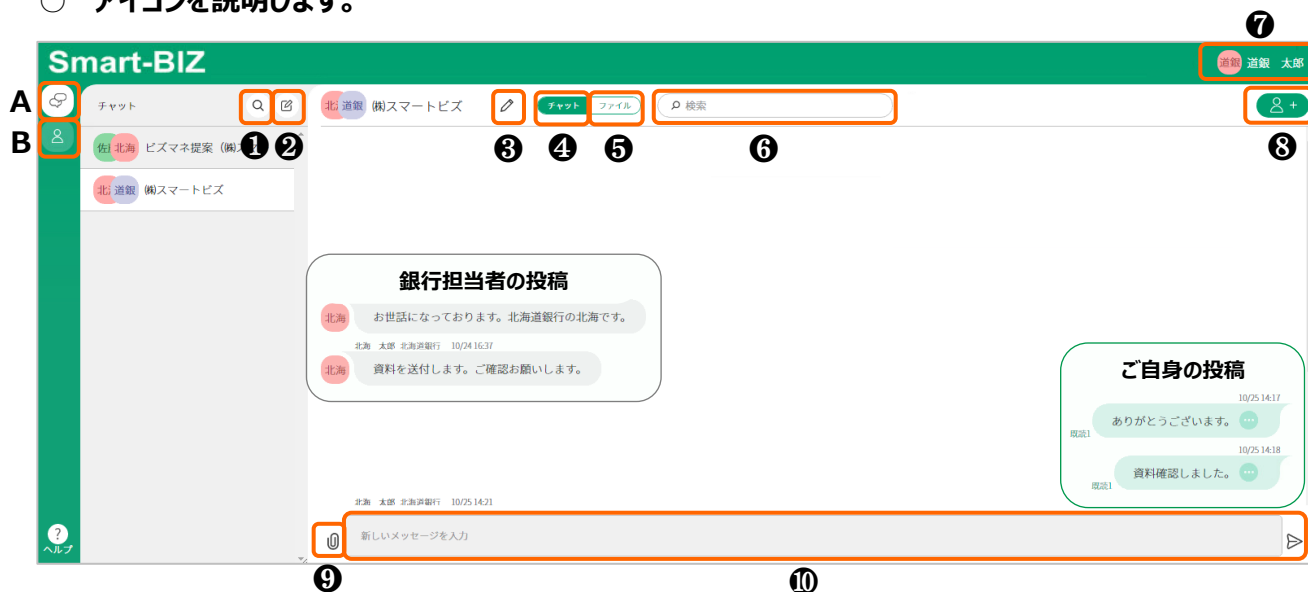 ○ アイコンを説明します。
❼
Smart-BIZ
道銀 道銀 太郎
A
チャット
北 道銀 ㈱スマートビズ
チャット ファイル
検索
B
❶ ❷ ❸ ❹ ❺ ❻ ❽
北海 ビズマネ提案（㈱
北 道銀 ㈱スマートビズ
銀行担当者の投稿
北海 お世話になっております。北海道銀行の北海です。
北海 太郎 北海道銀行 10/24 16:37
北海 資料を送付します。ご確認お願いします。
ご自身の投稿
10/25 14:17
ありがとうございます。
既読1
10/25 14:18
資料確認しました。
既読1
北海 太郎 北海道銀行 10/25 14:21
?
ヘルプ
新しいメッセージを入力
❾ ❿